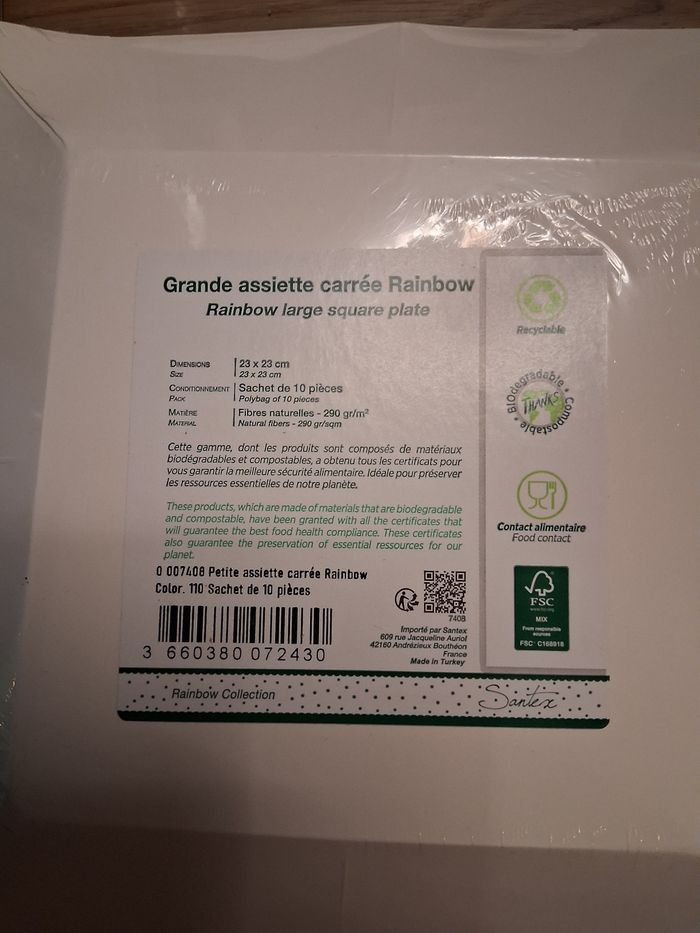 Grande assiette carrée Rainbow
Rainbow large square plate
DIMENSIONS | 23 x 23 cm
SIZE | 23 x 23 cm
CONDITIONNEMENT | Sachet de 10 pièces
PACK | Polybag of 10 pieces
MATIÈRE | Fibres naturelles - 290 gr/m²
MATERIAL | Natural fibers - 290 gr/sqm
Cette gamme, dont les produits sont composés de matériaux
biodégradables et compostables, a obtenu tous les certificats pour
vous garantir la meilleure sécurité alimentaire. Idéale pour préserver
les ressources essentielles de notre planète.
These products, which are made of materials that are biodegradable
and compostable, have been granted with all the certificates that
will guarantee the best food health compliance. These certificates
also guarantee the preservation of essential ressources for our
planet.
0 007408 Petite assiette carrée Rainbow
Color. 110 Sachet de 10 pièces
3 660380 072430
7408
Importé par Santex
609 rue Jacqueline Auriol
42160 Andrézieux Bouthéon
France
Made in Turkey
Rainbow Collection
Santex
Recyclable
BIOdegradable • Compostable •
THANKS
Contact alimentaire
Food contact
FSC
www.fsc.org
MIX
From responsible
sources
FSC C168918